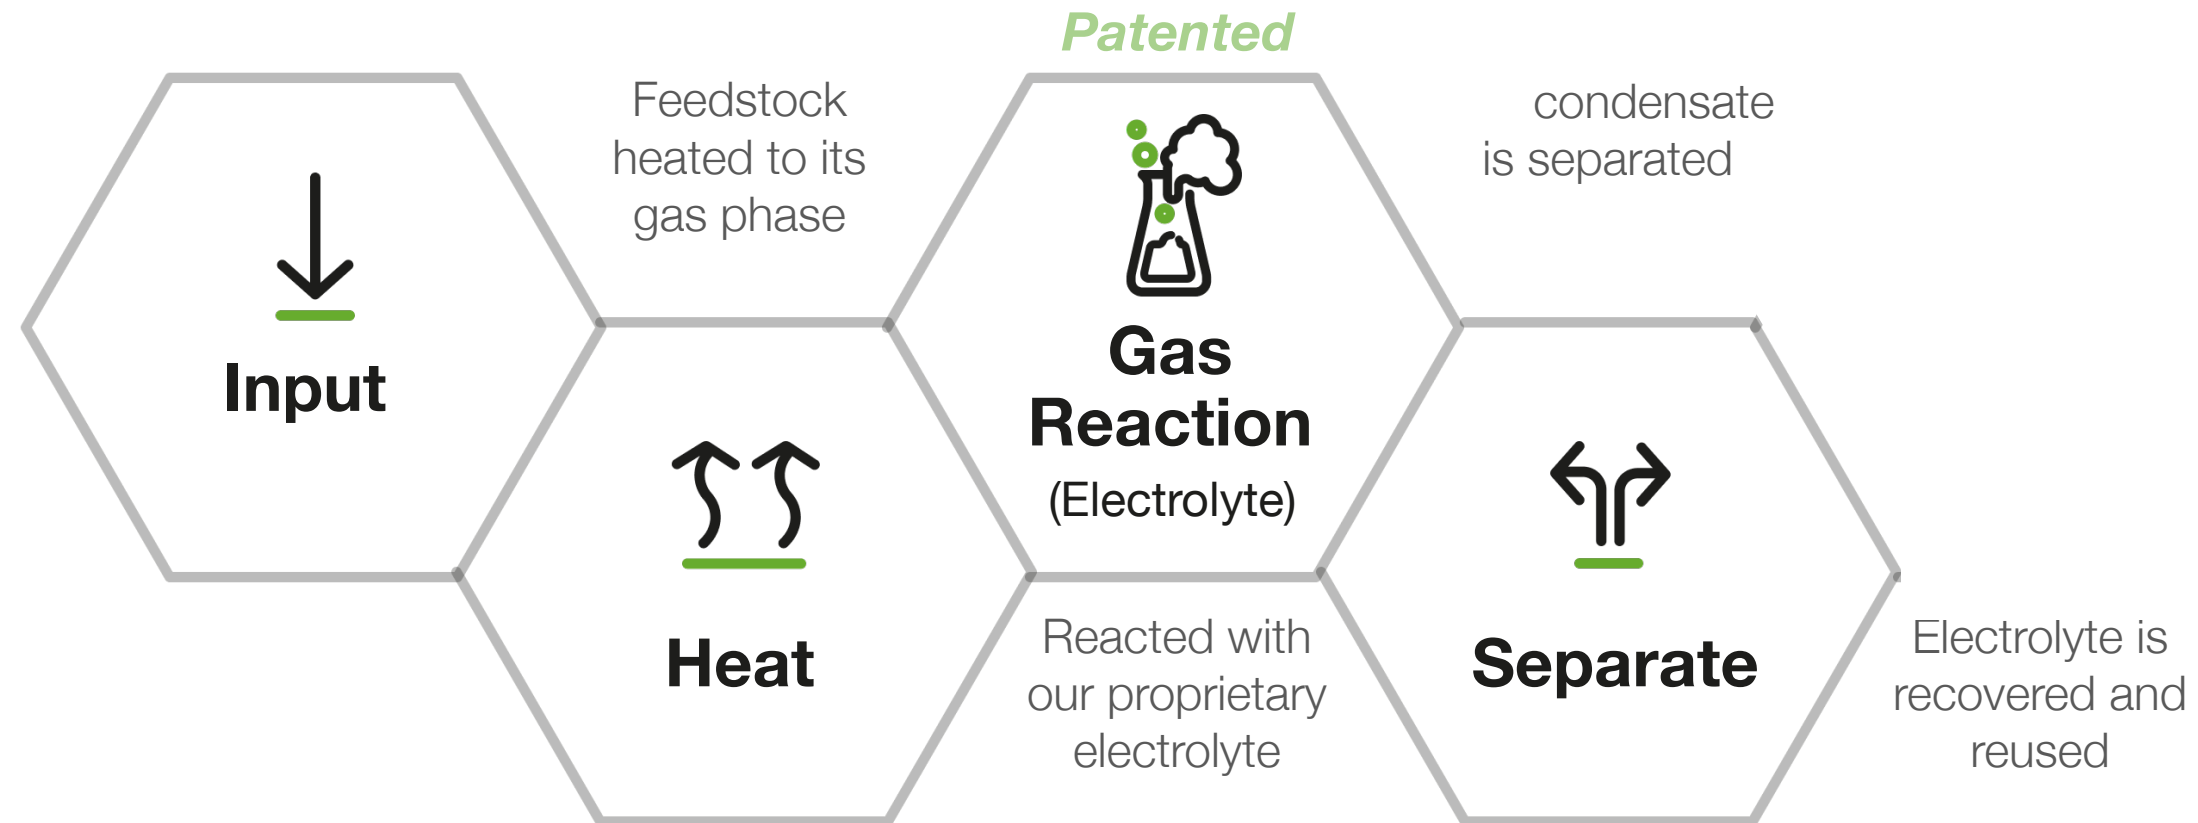 Patented
Input
Feedstock
heated to its
gas phase
Heat
Gas
Reaction
(Electrolyte)
Reacted with
our proprietary
electrolyte
condensate
is separated
Separate
Electrolyte is
recovered and
reused